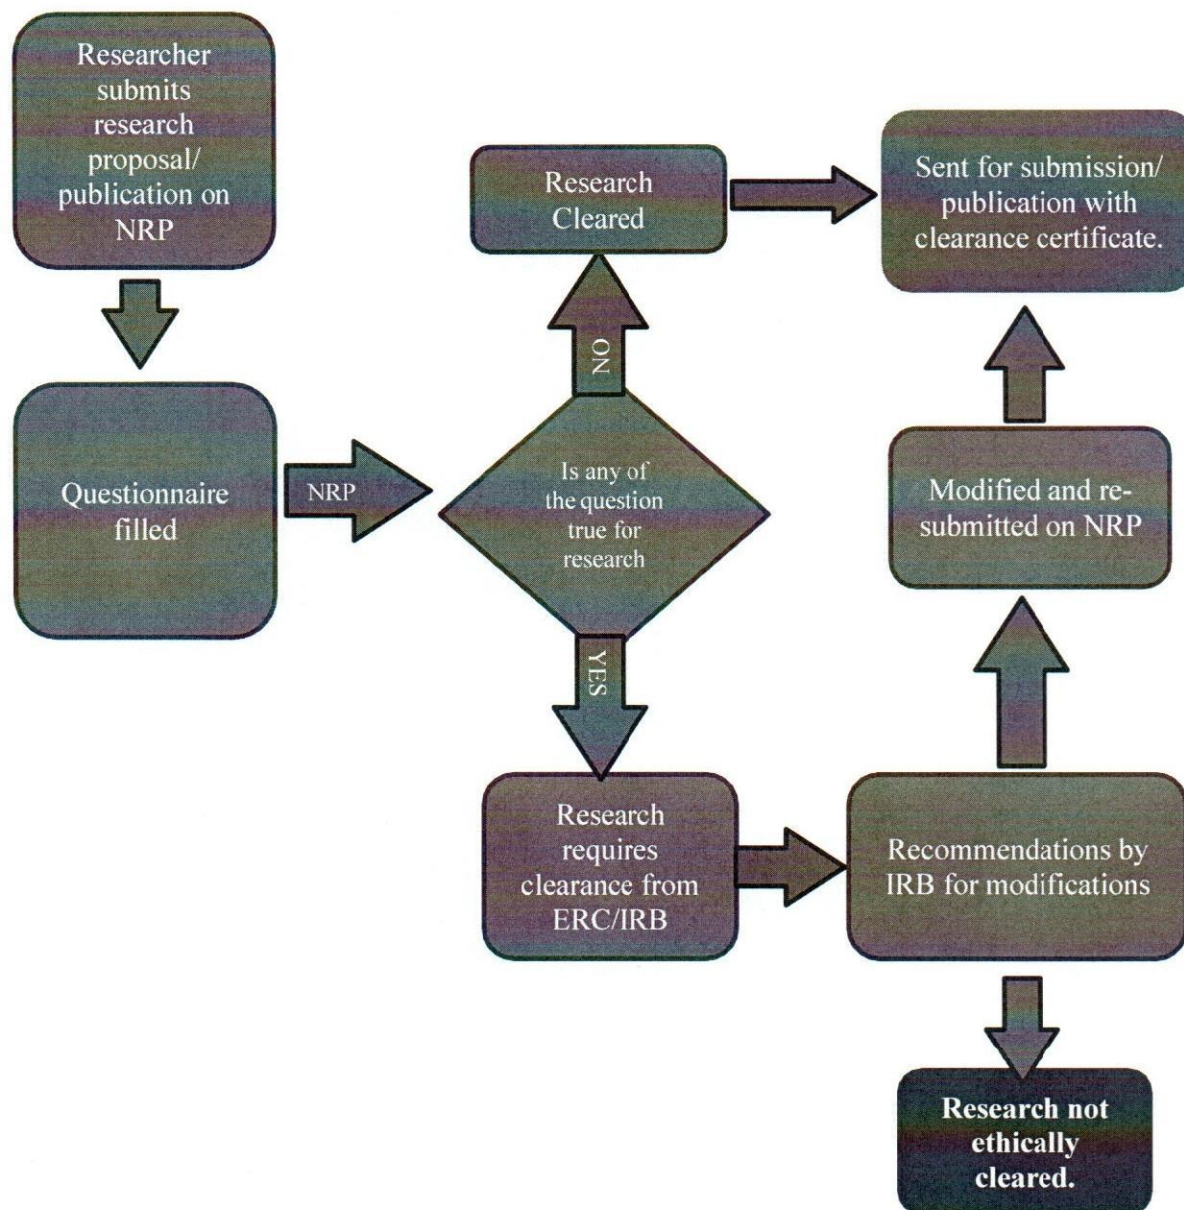 Researcher
submits
research
proposal/
publication on
NRP
Questionnaire
filled
NRP
Is any of
the question
true for
research
NO
Research
Cleared
Sent for submission/
publication with
clearance certificate.
YES
Research
requires
clearance from
ERC/IRB
Recommendations by
IRB for modifications
Modified and re-
submitted on NRP
Research not
ethically
cleared.